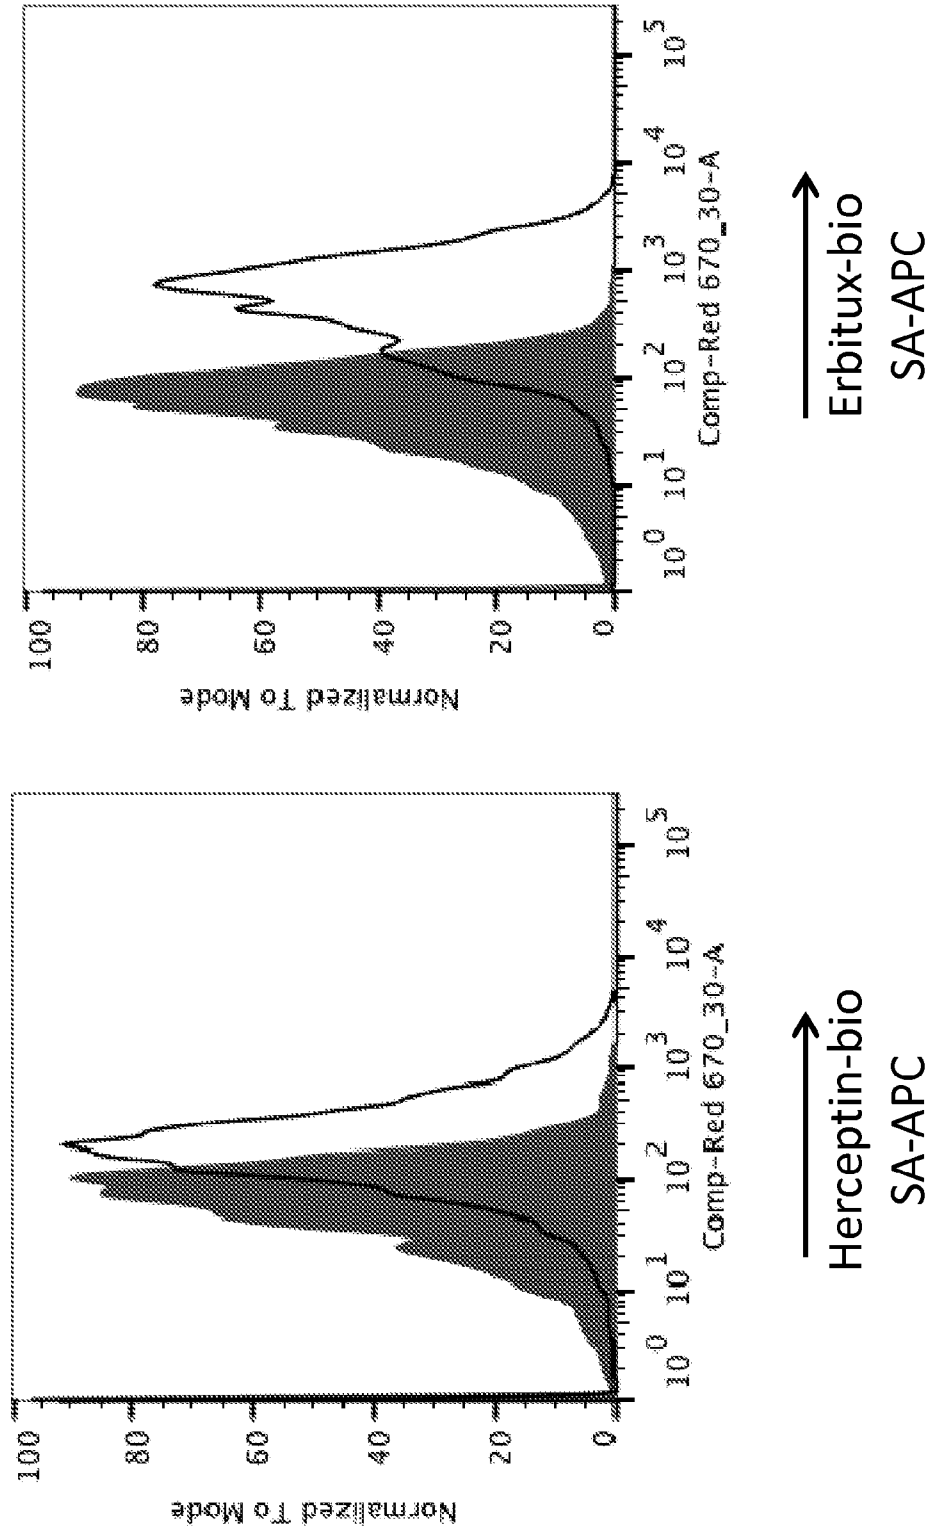 Normalized To Mode
100
80
60
40
20
0
10^0 10^1 10^2 10^3 10^4 10^5
Comp-Red 670_30-A
Herceptin-bio
SA-APC
Normalized To Mode
100
80
60
40
20
0
10^0 10^1 10^2 10^3 10^4 10^5
Comp-Red 670_30-A
Erbitux-bio
SA-APC